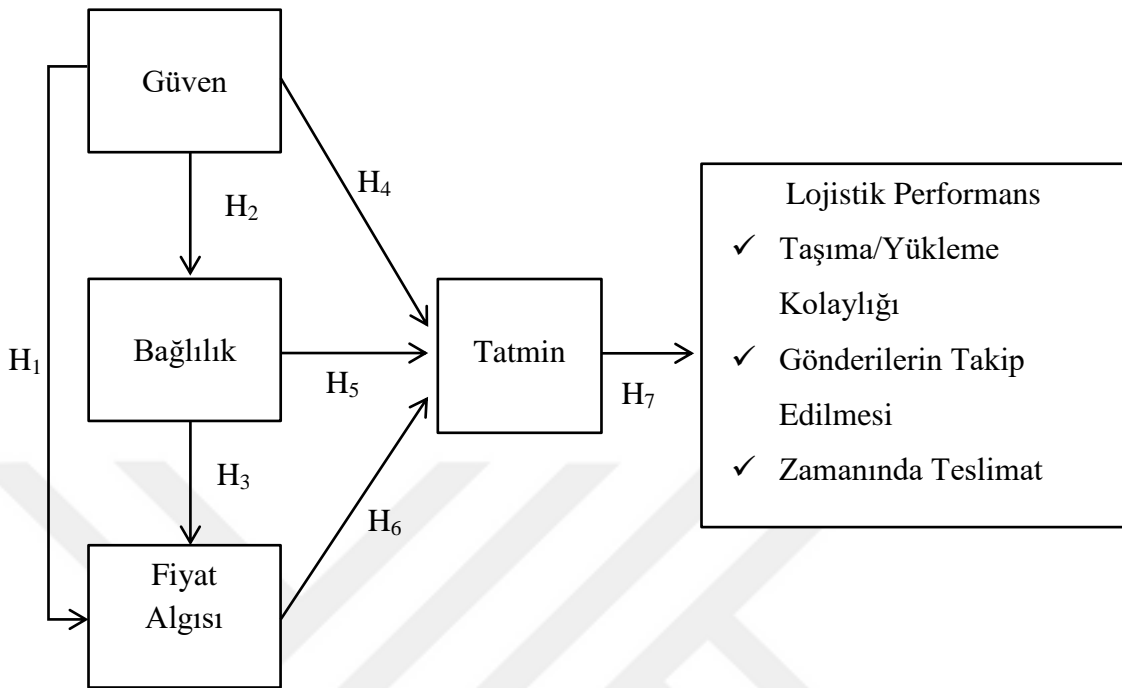 Güven
H₄
H₂
Lojistik Performans
✓ Taşıma/Yükleme
Kolaylığı
✓ Gönderilerin Takip
Edilmesi
✓ Zamanında Teslimat
H₁
Bağlılık
H₅
Tatmin
H₇
H₃
H₆
Fiyat
Algısı